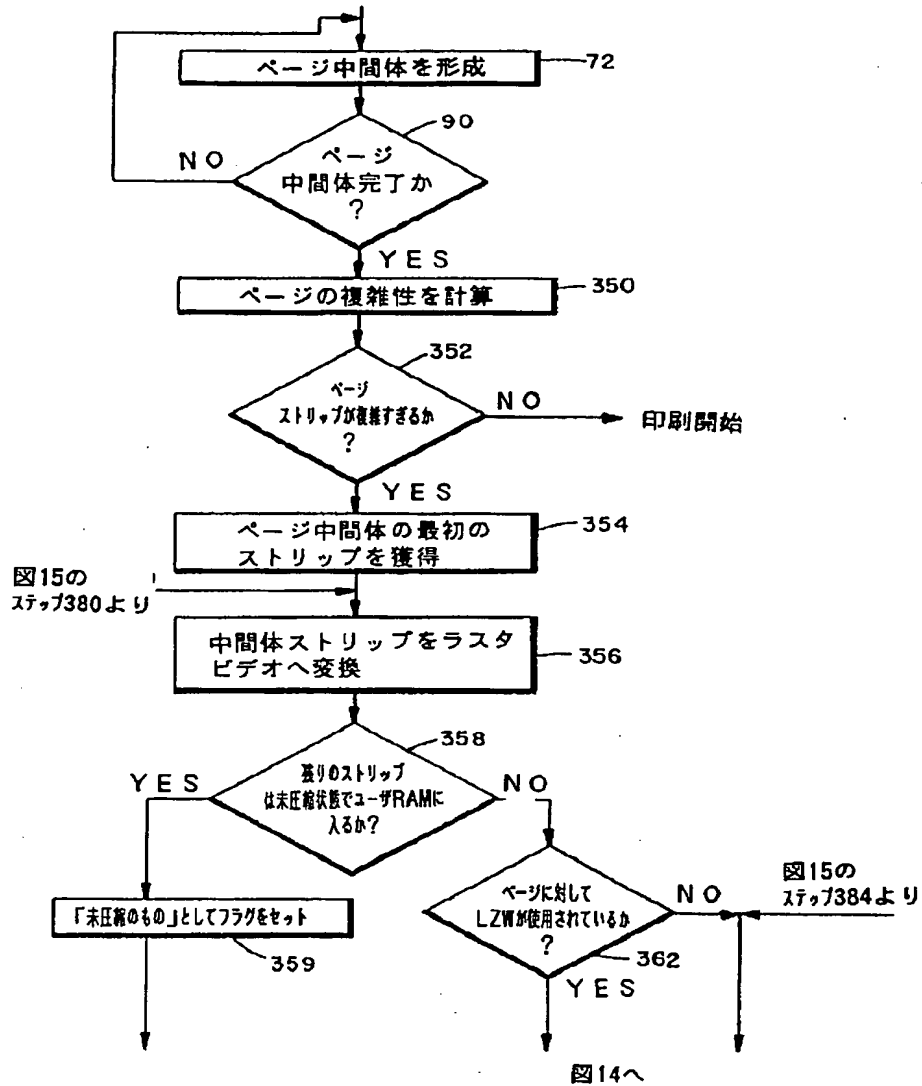 ページ中間体を形成
72
90
ページ
中間体完了か
?
NO
YES
ページの複雑性を計算
350
352
ページ
ストリップが複雑すぎるか
?
NO
印刷開始
YES
ページ中間体の最初の
ストリップを獲得
354
図15の
ステップ380より
中間体ストリップをラスタ
ビデオへ変換
356
358
残りのストリップ
は未圧縮状態でユーザRAMに
入るか?
YES
NO
「未圧縮のもの」としてフラグをセット
359
ページに対して
LZWが使用されているか
?
362
NO
YES
図15の
ステップ384より
図14へ